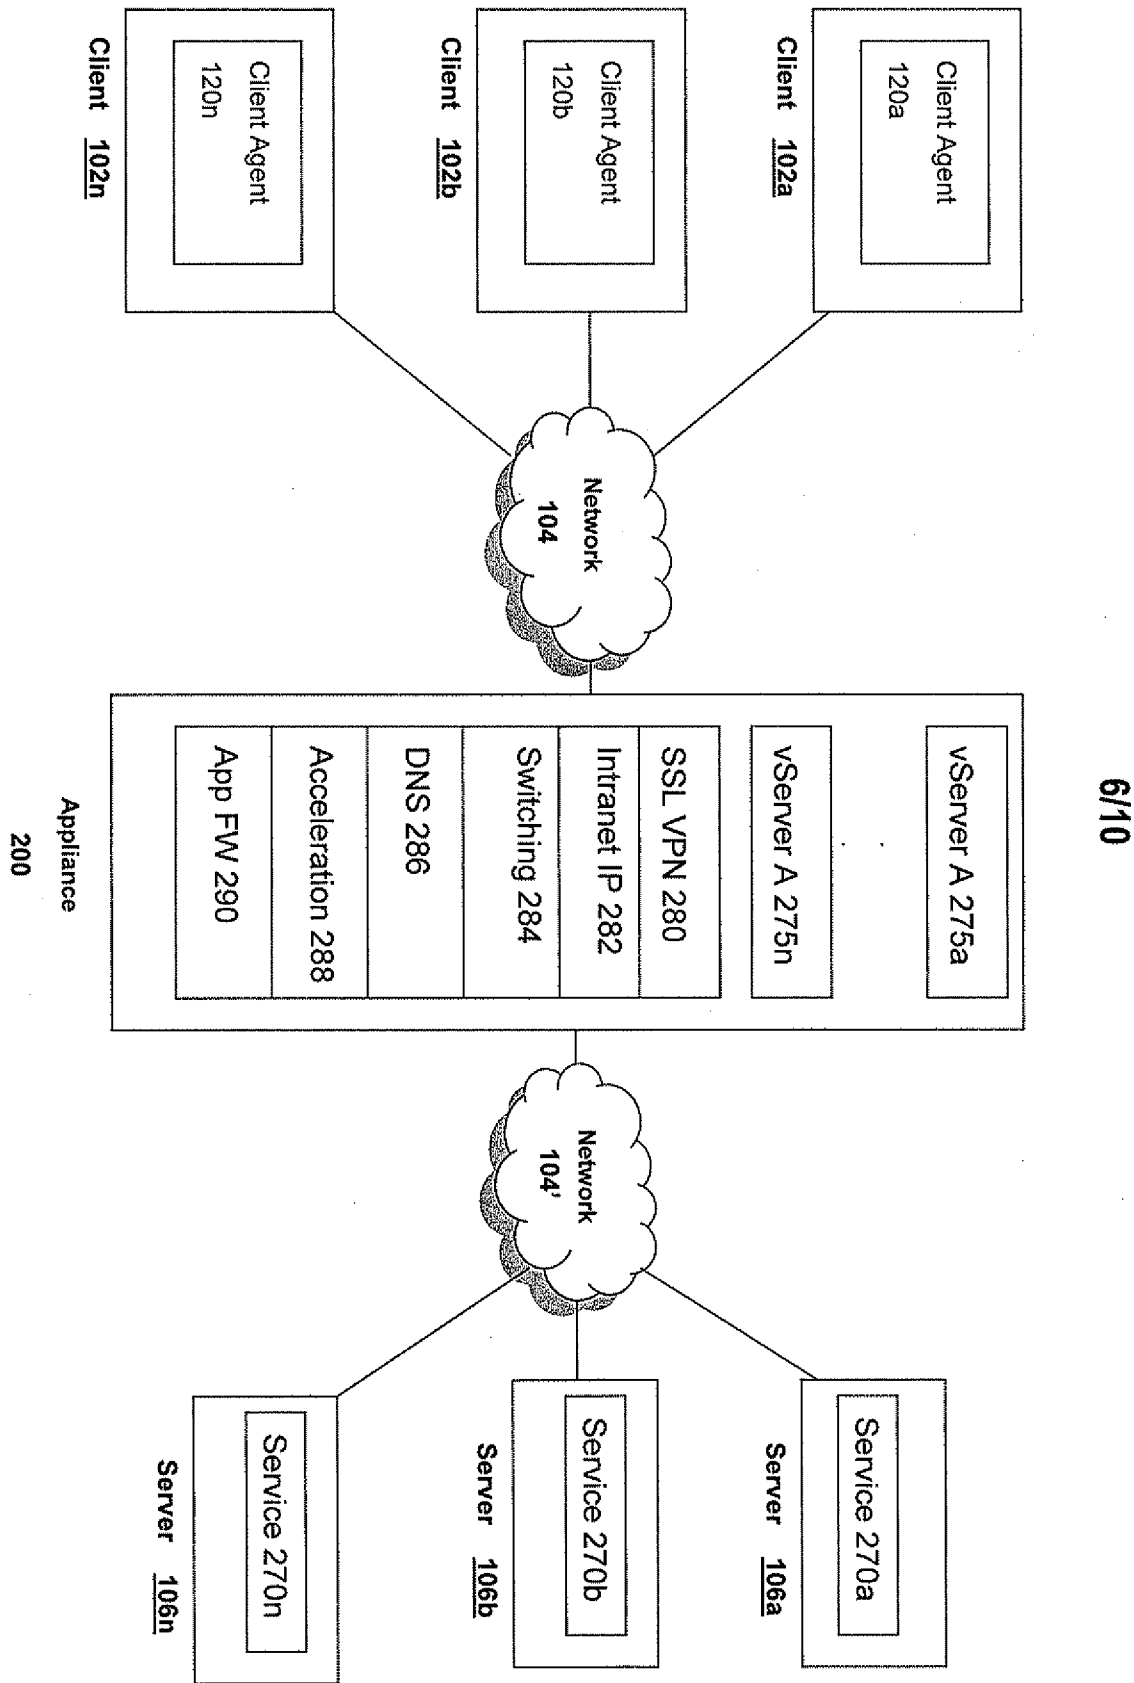 6/10
Client Agent
120a
Client 102a
Client Agent
120b
Client 102b
Client Agent
120n
Client 102n
Network
104
vServer A 275a
vServer A 275n
SSL VPN 280
Intranet IP 282
Switching 284
DNS 286
Acceleration 288
App FW 290
Appliance
200
Network
104'
Service 270a
Server 106a
Service 270b
Server 106b
Service 270n
Server 106n